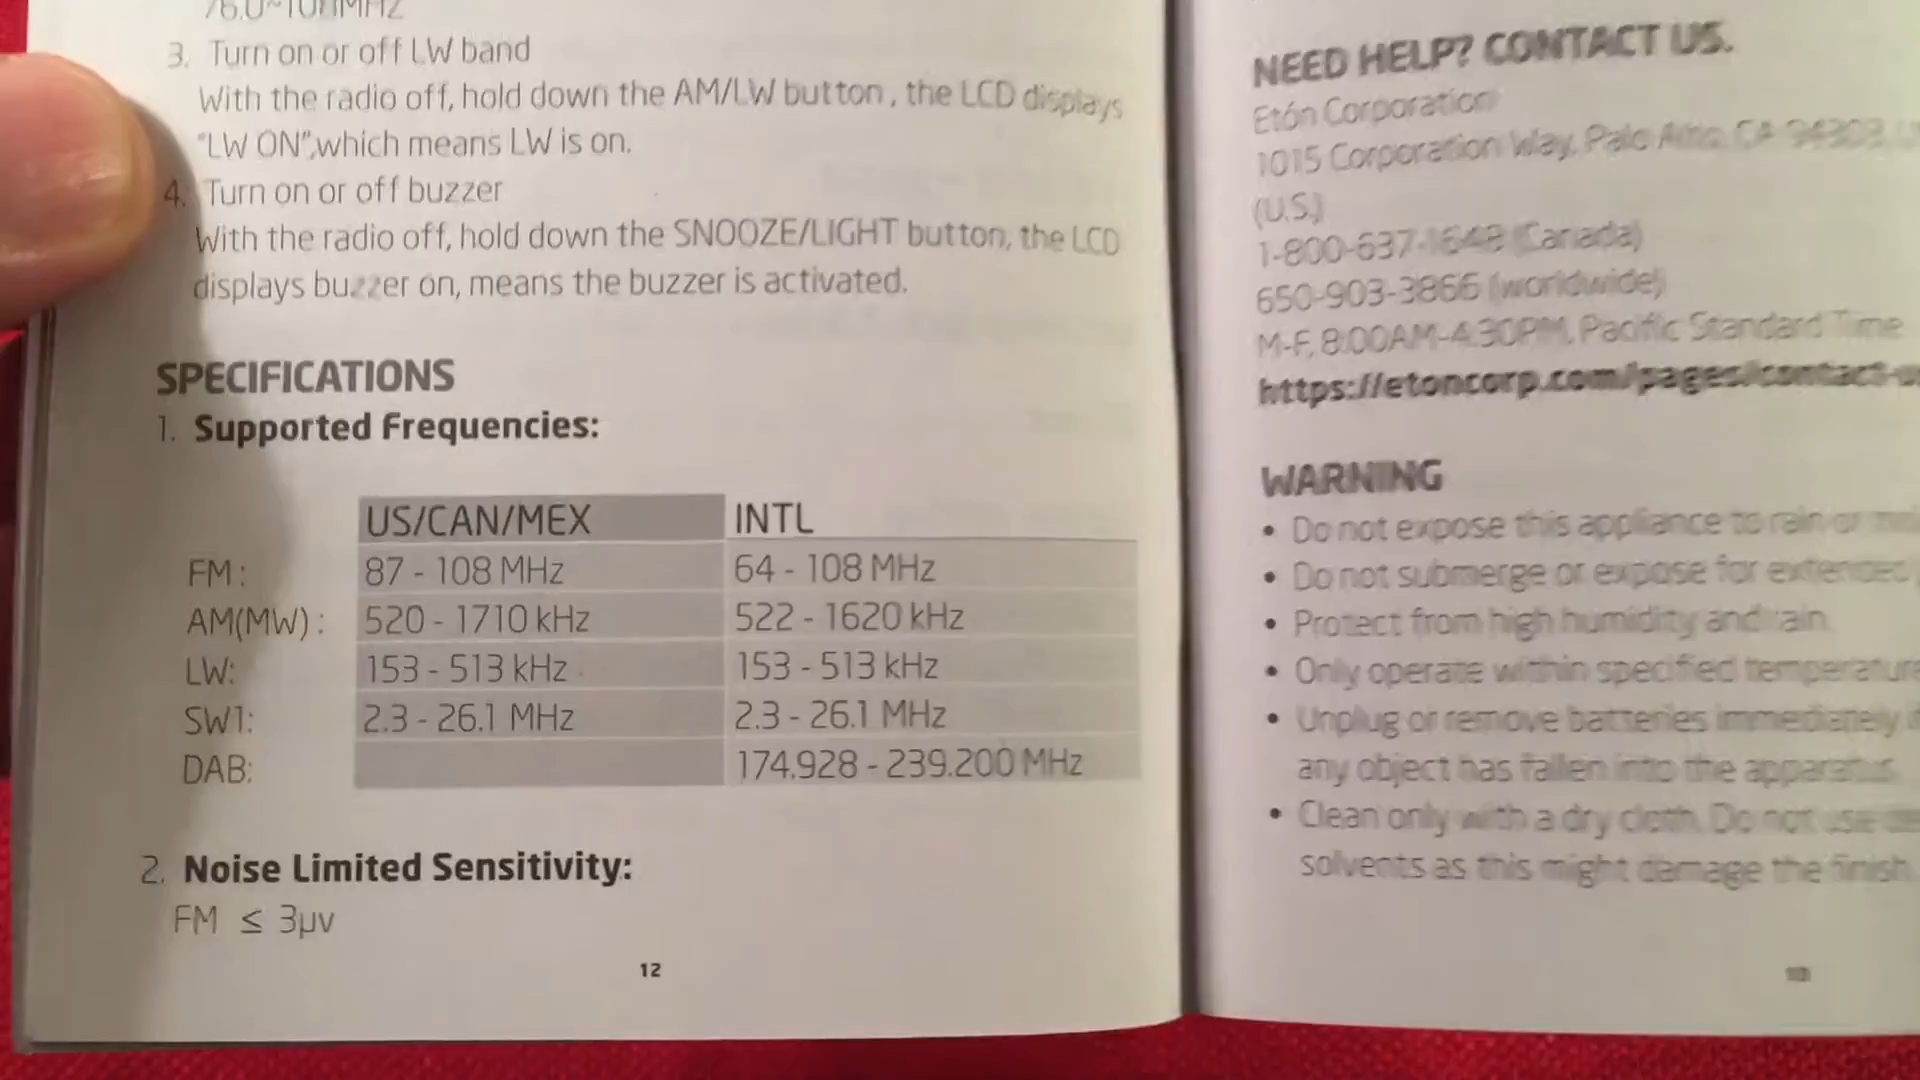 3. Turn on or off LW band
With the radio off, hold down the AM/LW button , the LCD displays
"LW ON",which means LW is on.
4. Turn on or off buzzer
With the radio off, hold down the SNOOZE/LIGHT button, the LCD
displays buzzer on, means the buzzer is activated.
SPECIFICATIONS
1. Supported Frequencies:
US/CAN/MEX INTL
FM: 87 - 108 MHz 64 - 108 MHz
AM(MW): 520 - 1710 kHz 522 - 1620 kHz
LW: 153 - 513 kHz 153 - 513 kHz
SW1: 2.3 - 26.1 MHz 2.3 - 26.1 MHz
DAB: 174.928 - 239.200 MHz
2. Noise Limited Sensitivity:
FM ≤ 3μv
12
NEED HELP? CONTACT US.
Etón Corporation
1015 Corporation Way, Palo Alto, CA 94303,
(U.S.)
1-800-637-1648 (Canada)
650-903-3866 (worldwide)
M-F, 8:00AM-4:30PM, Pacific Standard Time
https://etoncorp.com/pages/contact-
WARNING
• Do not expose this appliance to rain or
• Do not submerge or expose for extended
• Protect from high humidity and rain.
• Only operate within specified
• Unplug or remove batteries immediately
any object has fallen into the apparatus.
• Clean only with a dry cloth. Do not use
solvents as this might damage the finish.